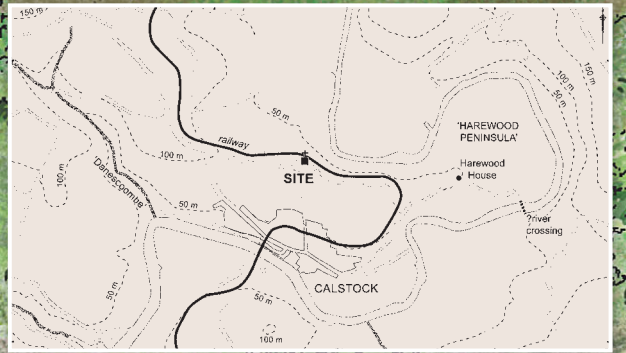 150 m
100 m
150 m
50 m
50 m
'HAREWOOD
PENINSULA'
railway
100 m
Harewood
House
SITE
100 m
'Danescoombe'
50 m
?river
crossing
CALSTOCK
50 m
50 m
100 m